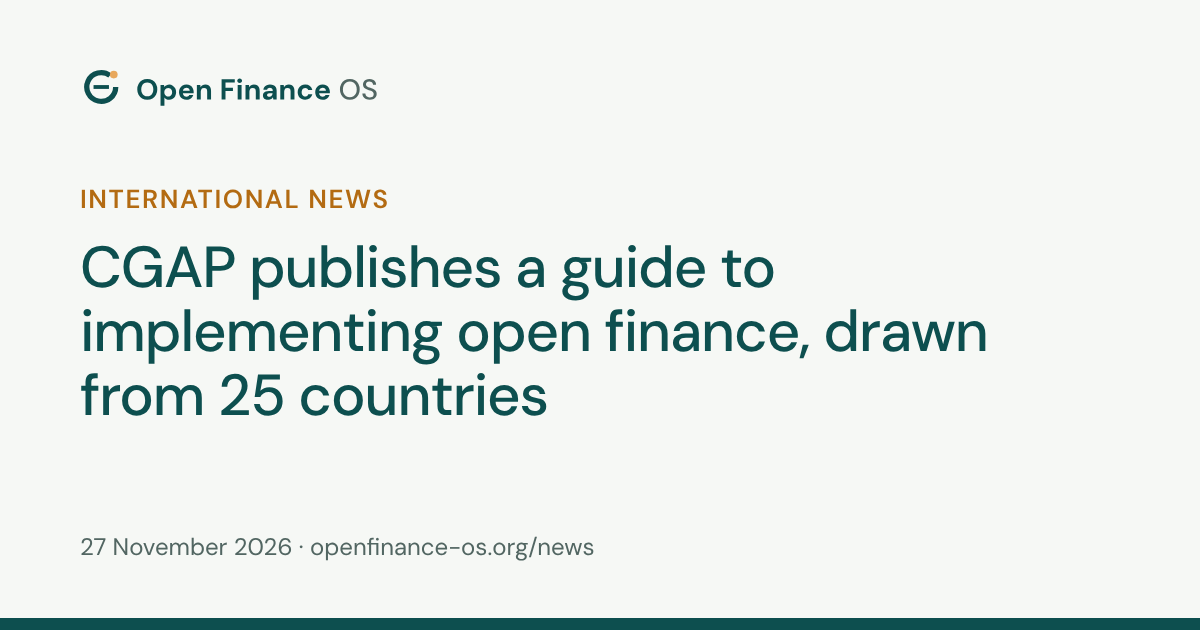 Open Finance OS
INTERNATIONAL NEWS
CGAP publishes a guide to
implementing open finance, drawn
from 25 countries
27 November 2026 · openfinance-os.org/news